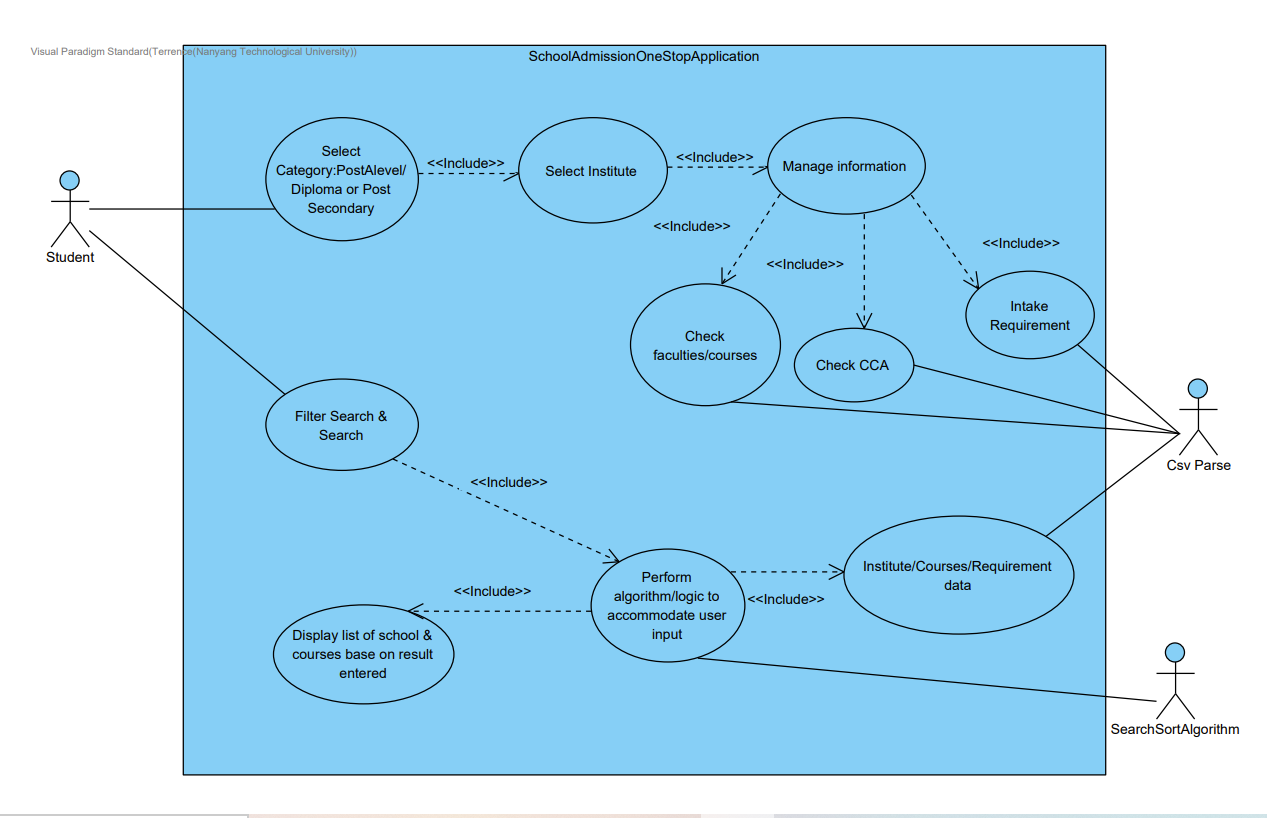 Visual Paradigm Standard(Terrence(Nanyang Technological University))
SchoolAdmissionOneStopApplication
Select
Category:PostAlevel/
Diploma or Post
Secondary
<<Include>>
Select Institute
<<Include>>
Manage information
Student
<<Include>>
<<Include>>
<<Include>>
Check
faculties/courses
Check CCA
Intake
Requirement
Csv Parse
Filter Search &
Search
<<Include>>
Perform
algorithm/logic to
accommodate user
input
<<Include>>
Institute/Courses/Requirement
data
<<Include>>
Display list of school &
courses base on result
entered
SearchSortAlgorithm